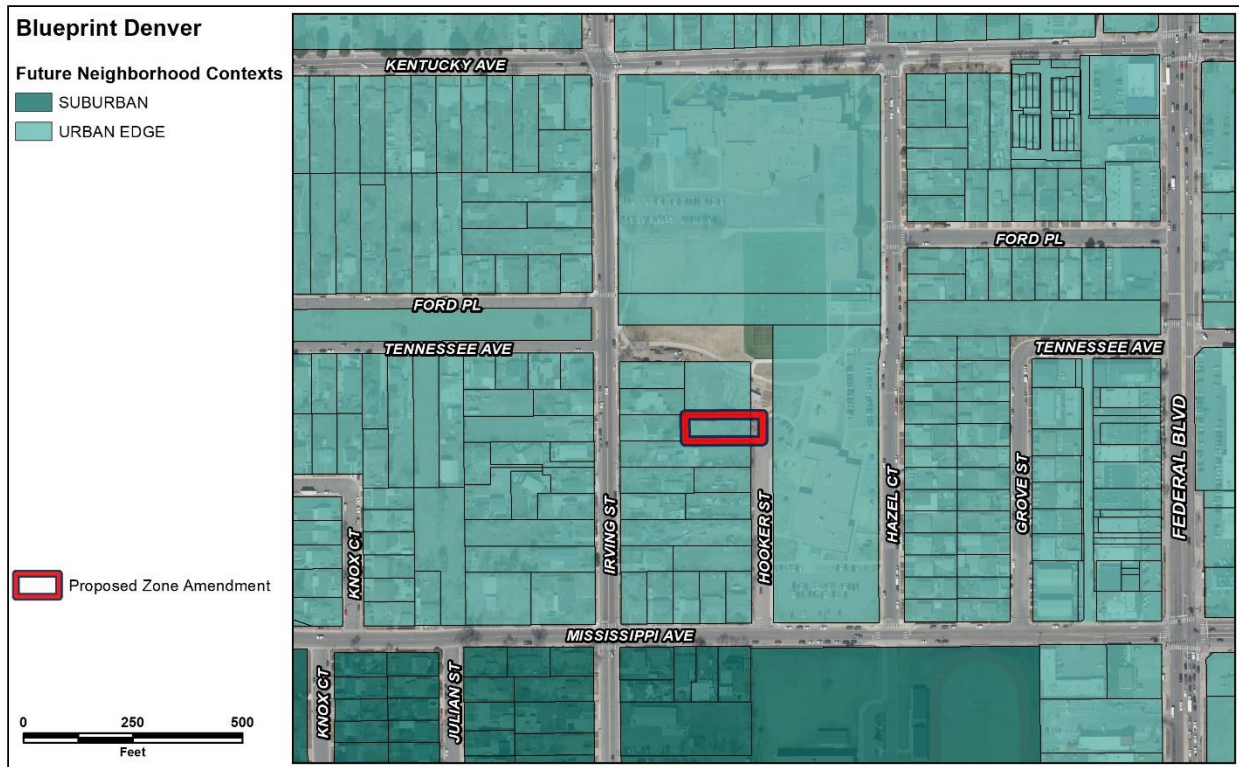 Blueprint Denver
Future Neighborhood Contexts
SUBURBAN
URBAN EDGE
Proposed Zone Amendment
0 250 500
Feet
KENTUCKY AVE
FORD PL
FORD PL
TENNESSEE AVE
TENNESSEE AVE
KNOX CT
IRVING ST
HOOKER ST
HAZEL CT
GROVE ST
FEDERAL BLVD
MISSISSIPPI AVE
KNOX CT
JULIAN ST